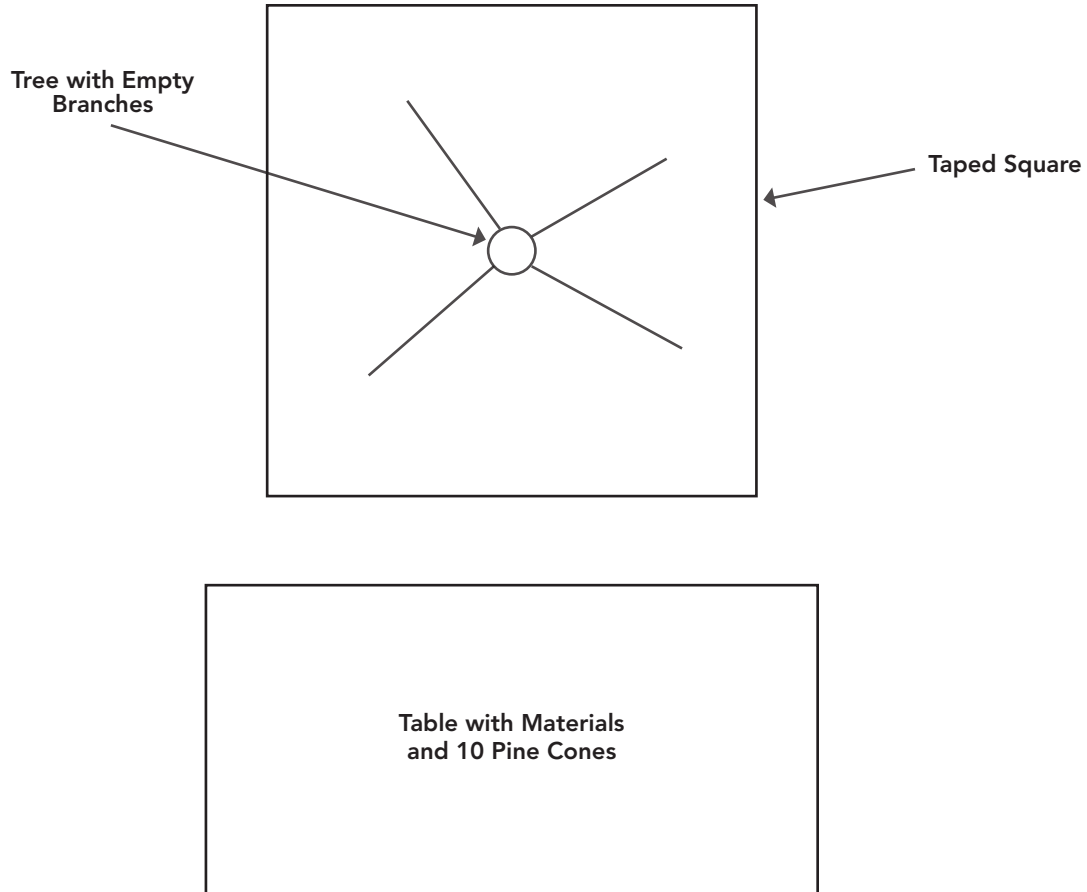 Tree with Empty
Branches
Taped Square
Table with Materials
and 10 Pine Cones